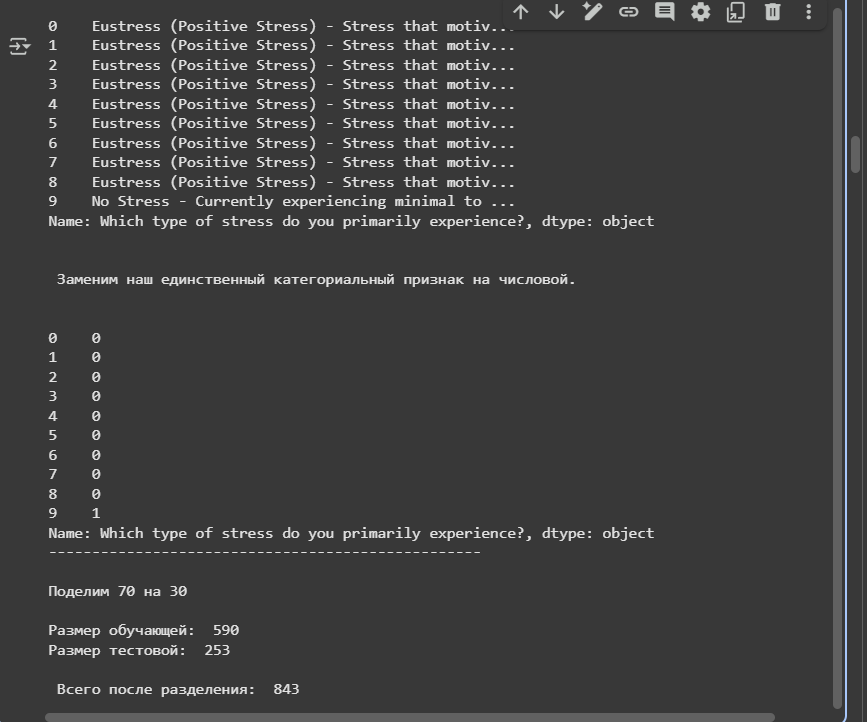 0    Eustress (Positive Stress) - Stress that motiv...
1    Eustress (Positive Stress) - Stress that motiv...
2    Eustress (Positive Stress) - Stress that motiv...
3    Eustress (Positive Stress) - Stress that motiv...
4    Eustress (Positive Stress) - Stress that motiv...
5    Eustress (Positive Stress) - Stress that motiv...
6    Eustress (Positive Stress) - Stress that motiv...
7    Eustress (Positive Stress) - Stress that motiv...
8    Eustress (Positive Stress) - Stress that motiv...
9    No Stress - Currently experiencing minimal to ...
Name: Which type of stress do you primarily experience?, dtype: object
Заменим наш единственный категориальный признак на числовой.
0    0
1    0
2    0
3    0
4    0
5    0
6    0
7    0
8    0
9    1
Name: Which type of stress do you primarily experience?, dtype: object
--------------------------------------------------
Поделим 70 на 30
Размер обучающей:  590
Размер тестовой:  253
Всего после разделения:  843